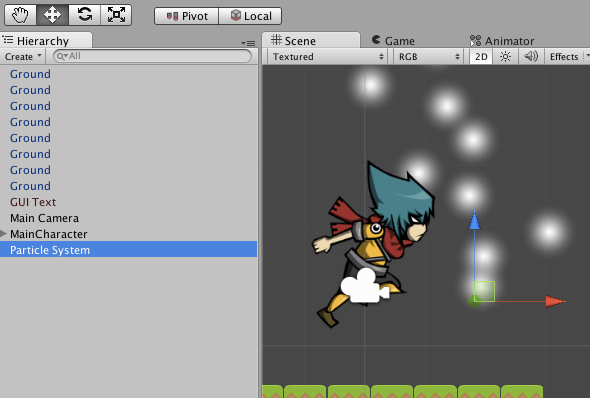 Pivot Local
Hierarchy
Create All
Ground
Ground
Ground
Ground
Ground
Ground
Ground
Ground
GUI Text
Main Camera
MainCharacter
Particle System
Scene Game Animator
Textured RGB 2D Effects